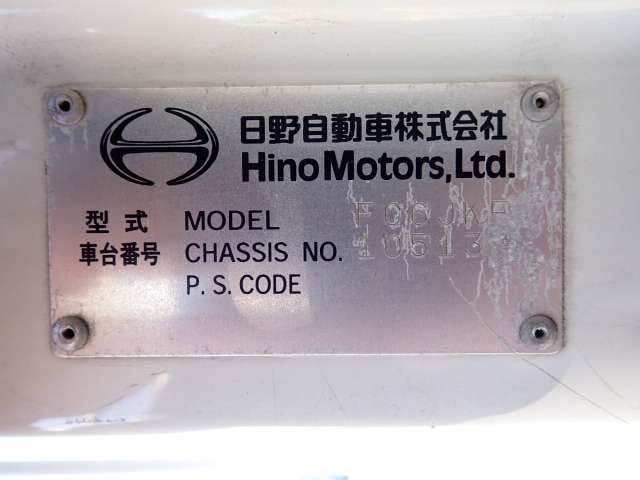 日野自動車株式会社
Hino Motors, Ltd.
型式 MODEL
車台番号 CHASSIS NO.
P. S. CODE